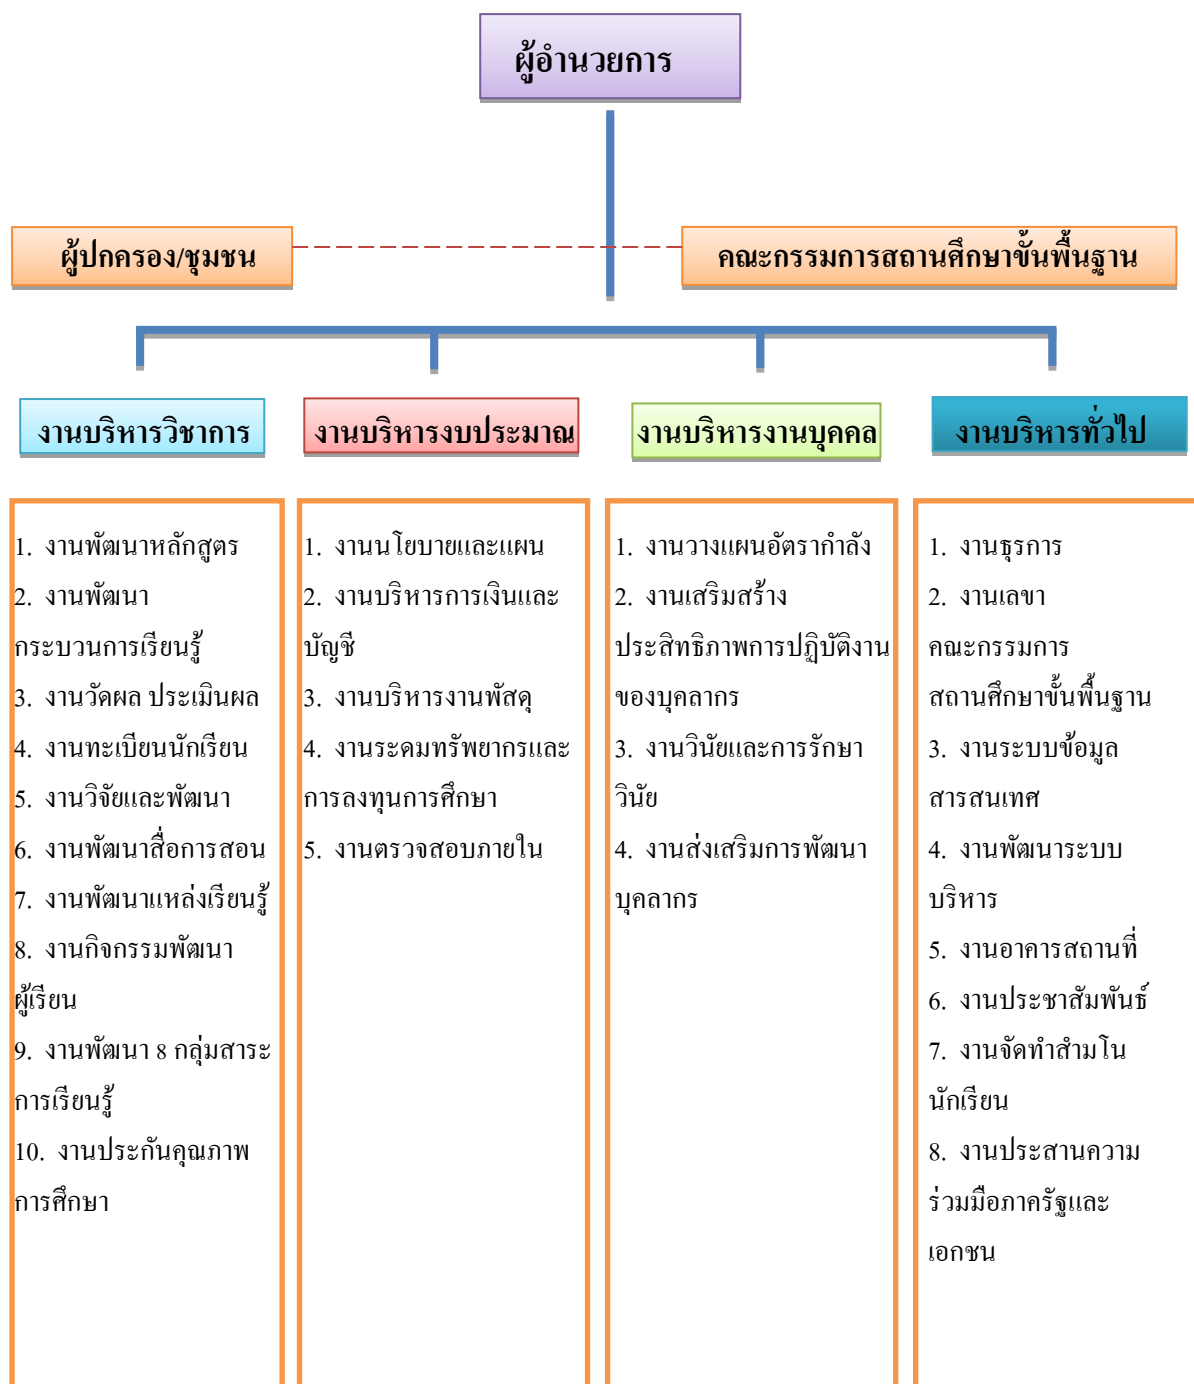 ผู้อำนวยการ
ผู้ปกครอง/ชุมชน
คณะกรรมการสถานศึกษาขั้นพื้นฐาน
งานบริหารวิชาการ
งานบริหารงบประมาณ
งานบริหารงานบุคคล
งานบริหารทั่วไป
1. งานพัฒนาหลักสูตร
2. งานพัฒนา
กระบวนการเรียนรู้
3. งานวัดผล ประเมินผล
4. งานทะเบียนนักเรียน
5. งานวิจัยและพัฒนา
6. งานพัฒนาสื่อการสอน
7. งานพัฒนาแหล่งเรียนรู้
8. งานกิจกรรมพัฒนา
ผู้เรียน
9. งานพัฒนา 8 กลุ่มสาระ
การเรียนรู้
10. งานประกันคุณภาพ
การศึกษา
1. งานนโยบายและแผน
2. งานบริหารการเงินและ
บัญชี
3. งานบริหารงานพัสดุ
4. งานระดมทรัพยากรและ
การลงทุนการศึกษา
5. งานตรวจสอบภายใน
1. งานวางแผนอัตรากำลัง
2. งานเสริมสร้าง
ประสิทธิภาพการปฏิบัติงาน
ของบุคลากร
3. งานวินัยและการรักษา
วินัย
4. งานส่งเสริมการพัฒนา
บุคลากร
1. งานธุรการ
2. งานเลขา
คณะกรรมการ
สถานศึกษาขั้นพื้นฐาน
3. งานระบบข้อมูล
สารสนเทศ
4. งานพัฒนาระบบ
บริหาร
5. งานอาคารสถานที่
6. งานประชาสัมพันธ์
7. งานจัดทำสำมโน
นักเรียน
8. งานประสานความ
ร่วมมือภาครัฐและ
เอกชน